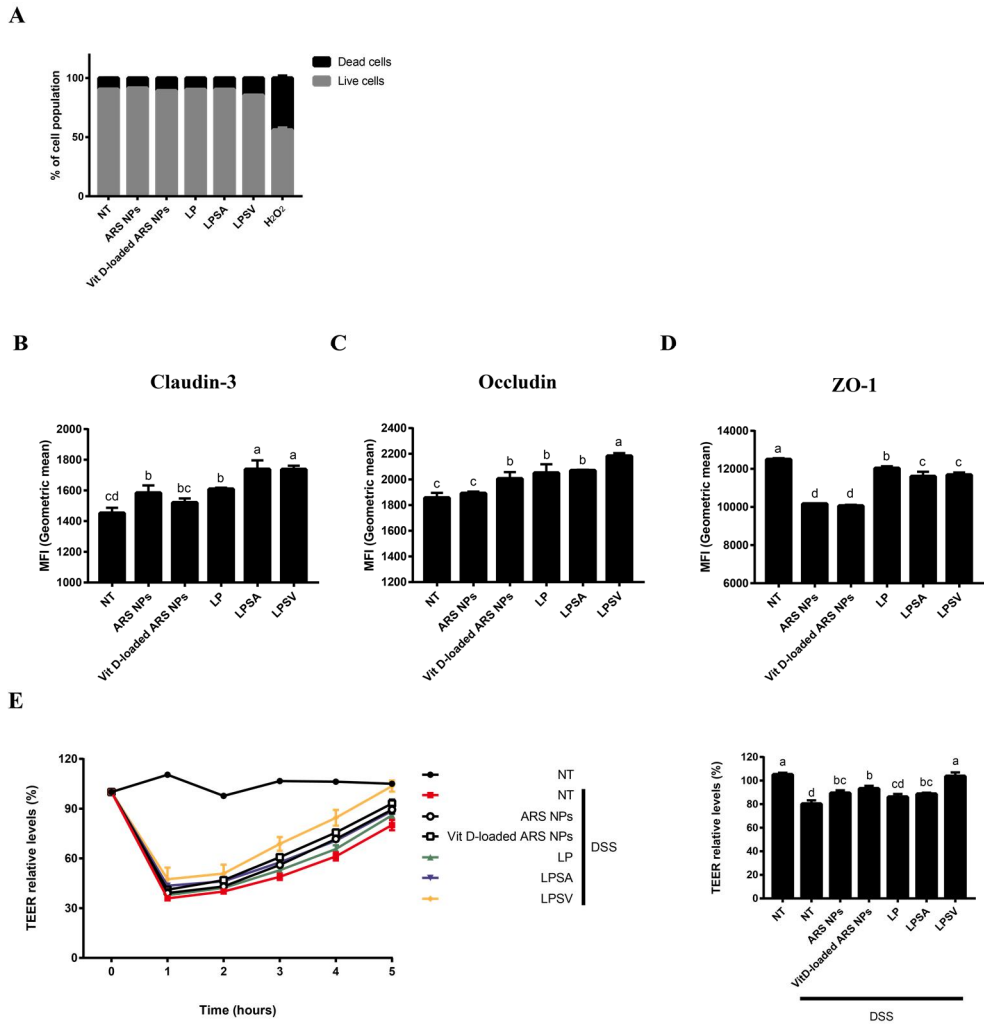 A
% of cell population
100
50
0
Dead cells
Live cells
NT
ARS NPs
Vit D-loaded ARS NPs
LP
LPSA
LPSV
H2O2
B
Claudin-3
MFI (Geometric mean)
2000
1800
1600
1400
1200
1000
cd
b
bc
b
a
a
NT
ARS NPs
Vit D-loaded ARS NPs
LP
LPSA
LPSV
C
Occludin
MFI (Geometric mean)
2400
2200
2000
1800
1600
1400
1200
c
c
b
b
b
a
NT
ARS NPs
Vit D-loaded ARS NPs
LP
LPSA
LPSV
D
ZO-1
MFI (Geometric mean)
14000
12000
10000
8000
6000
a
d
d
b
c
c
NT
ARS NPs
Vit D-loaded ARS NPs
LP
LPSA
LPSV
E
TEER relative levels (%)
120
90
60
30
0
0
1
2
3
4
5
Time (hours)
NT
NT
ARS NPs
Vit D-loaded ARS NPs
LP
LPSA
LPSV
DSS
TEER relative levels (%)
120
100
80
60
40
20
0
a
d
bc
b
cd
bc
a
NT
NT
ARS NPs
VitD-loaded ARS NPs
LP
LPSA
LPSV
DSS